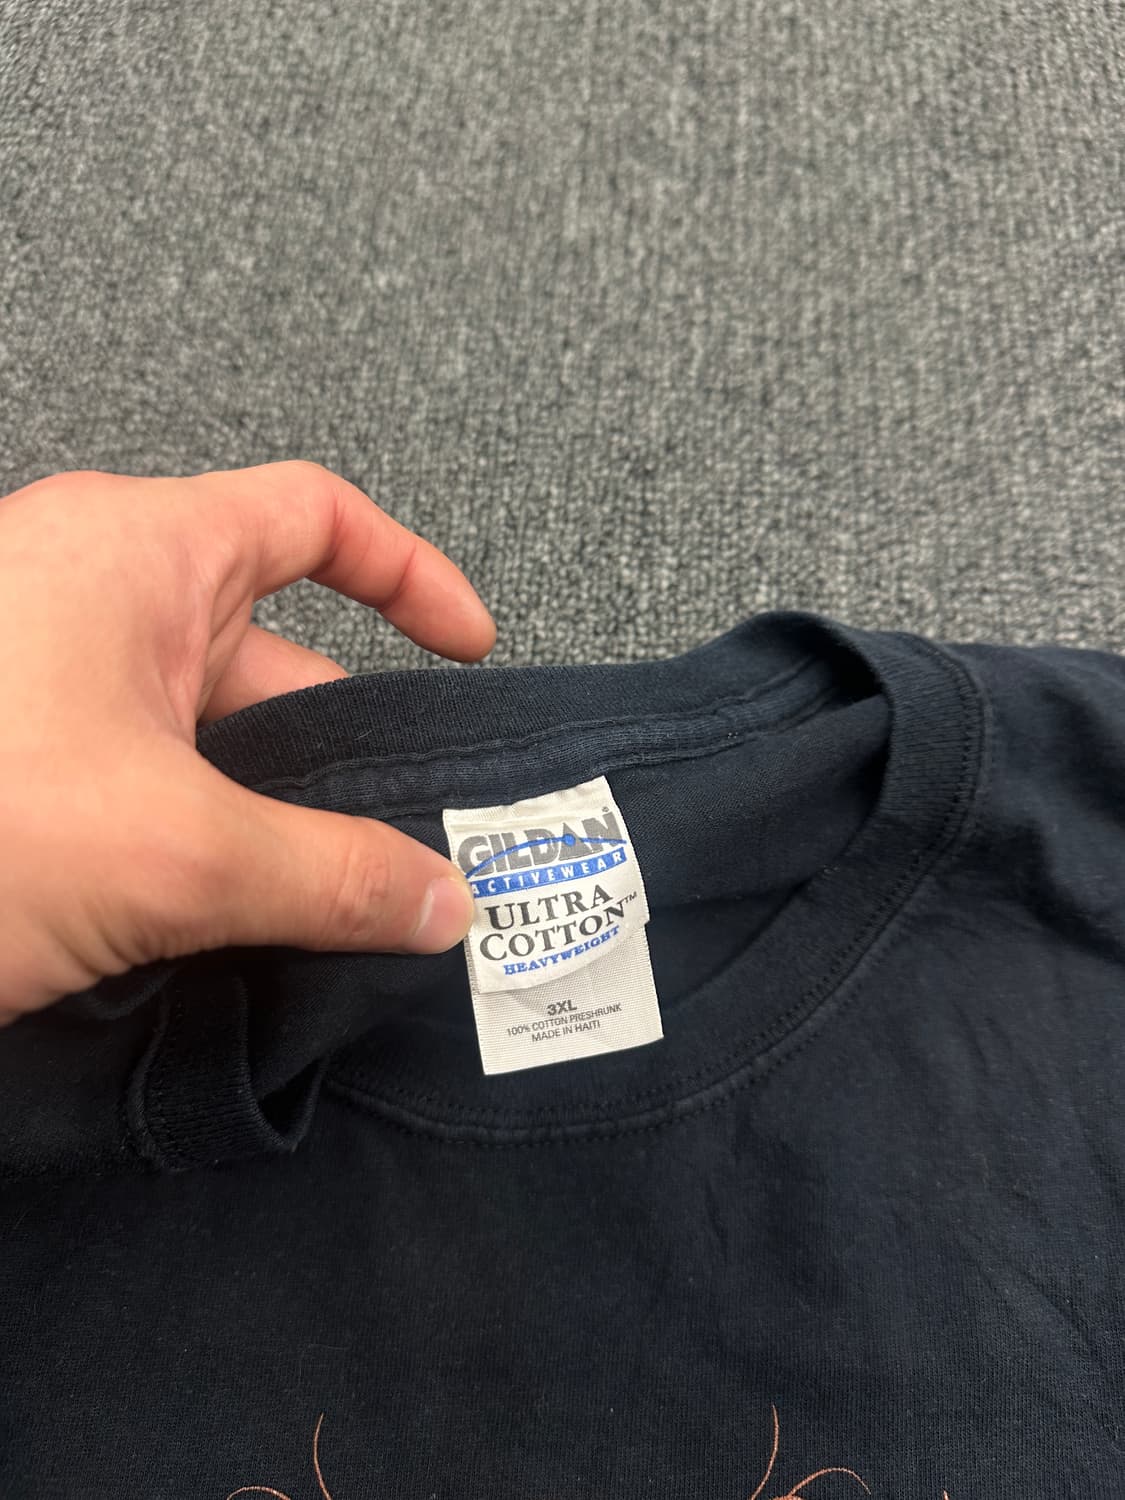 GILDAN®
ACTIVEWEAR
ULTRA
COTTON™
HEAVYWEIGHT
3XL
100% COTTON PRESHRUNK
MADE IN HAITI